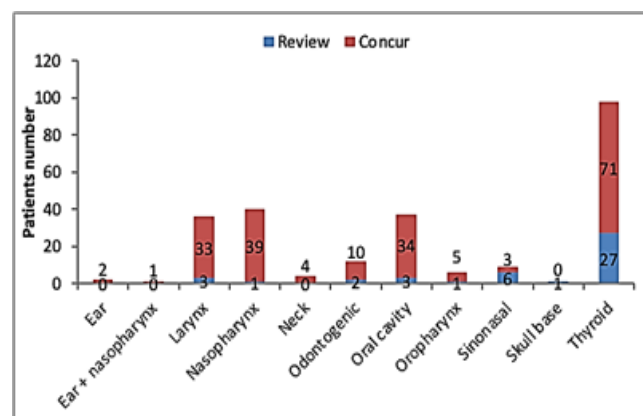 Review Concur
120
100
80
60
40
20
0
Patients number
2 1 33 39 4 10 34 5 3 0 71
0 0 3 1 0 2 3 1 6 1 27
Ear
Ear + nasopharynx
Larynx
Nasopharynx
Neck
Odontogenic
Oral cavity
Oropharynx
Sinonasal
Skull base
Thyroid